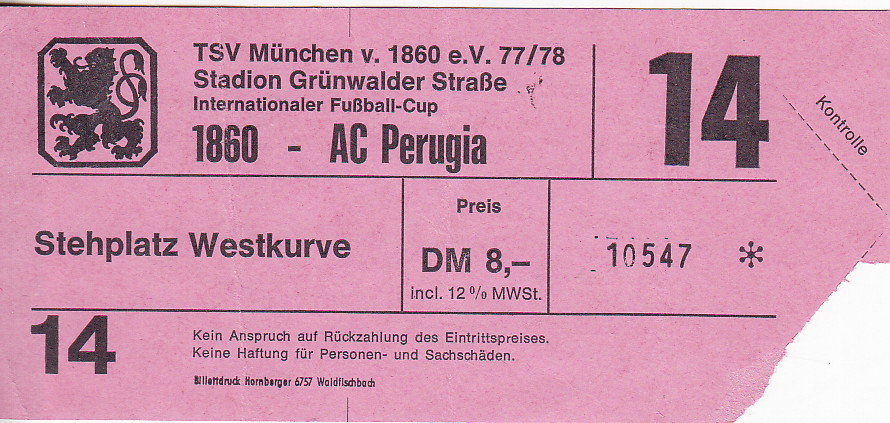 TSV München v. 1860 e.V. 77/78
Stadion Grünwalder Straße
Internationaler Fußball-Cup
1860 - AC Perugia
14
Kontrolle
Stehplatz Westkurve
Preis
DM 8,–
incl. 12 % MWSt.
10547 *
14
Kein Anspruch auf Rückzahlung des Eintrittspreises.
Keine Haftung für Personen- und Sachschäden.
Billettdruck Hornberger 6757 Waldfischbach